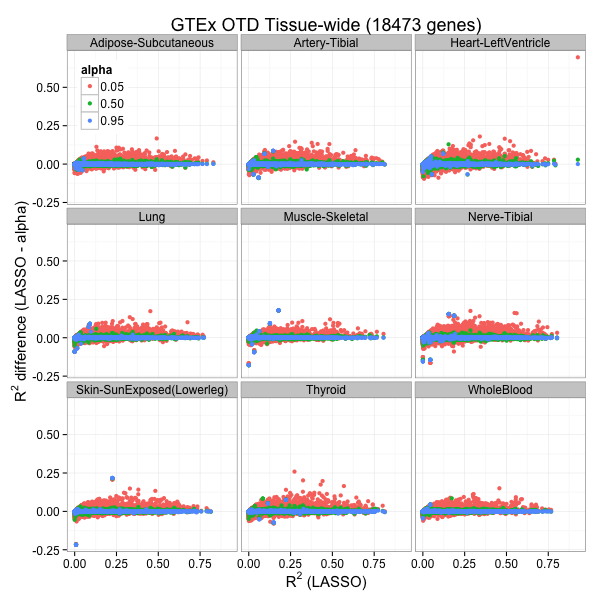 GTEx OTD Tissue-wide (18473 genes)
Adipose-Subcutaneous Artery-Tibial Heart-LeftVentricle
alpha
0.05
0.50
0.95
0.50
0.25
0.00
-0.25
Lung Muscle-Skeletal Nerve-Tibial
0.50
0.25
0.00
-0.25
Skin-SunExposed(Lowerleg) Thyroid WholeBlood
0.50
0.25
0.00
-0.25
0.00 0.25 0.50 0.75 0.00 0.25 0.50 0.75 0.00 0.25 0.50 0.75
R² (LASSO)
R² difference (LASSO - alpha)